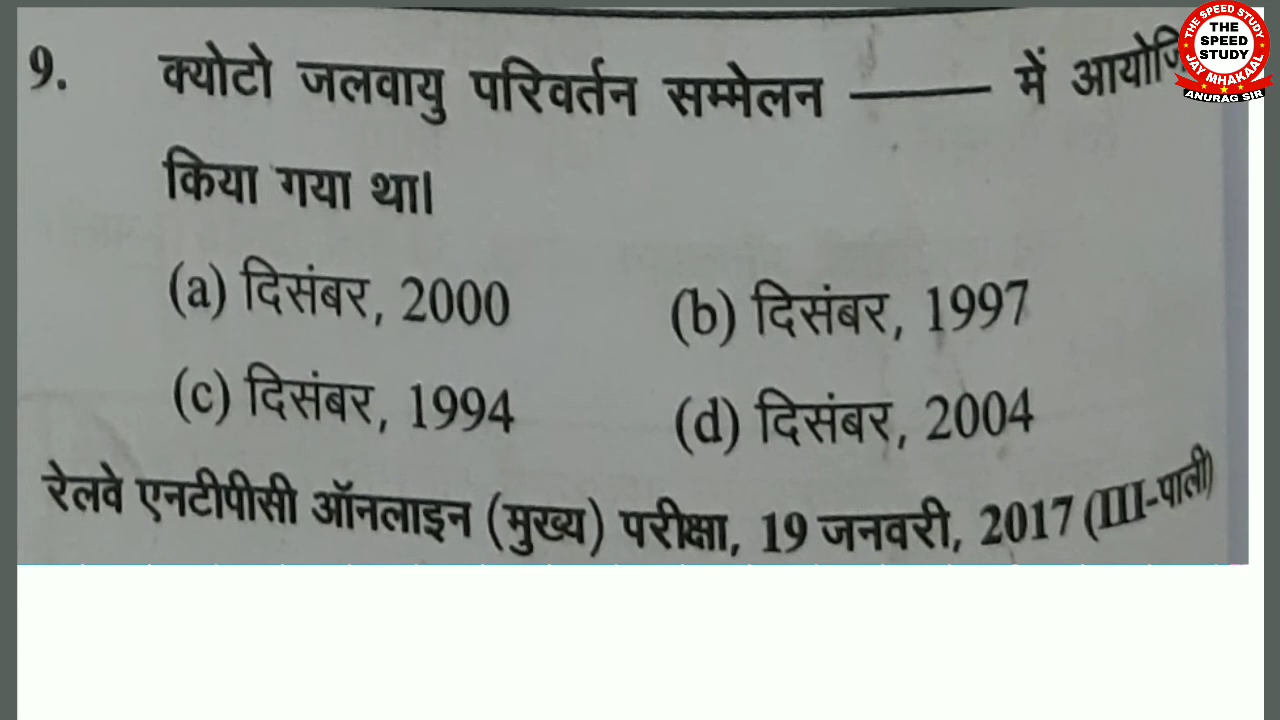 9. क्योटो जलवायु परिवर्तन सम्मेलन ——— में
किया गया था।
(a) दिसंबर, 2000 (b) दिसंबर, 1997
(c) दिसंबर, 1994 (d) दिसंबर, 2004
रेलवे एनटीपीसी ऑनलाइन (मुख्य) परीक्षा, 19 जनवरी, 2017 (III-पाली)
THE SPEED STUDY
THE
SPEED
STUDY
JAY MHAKAAL
ANURAG SIR